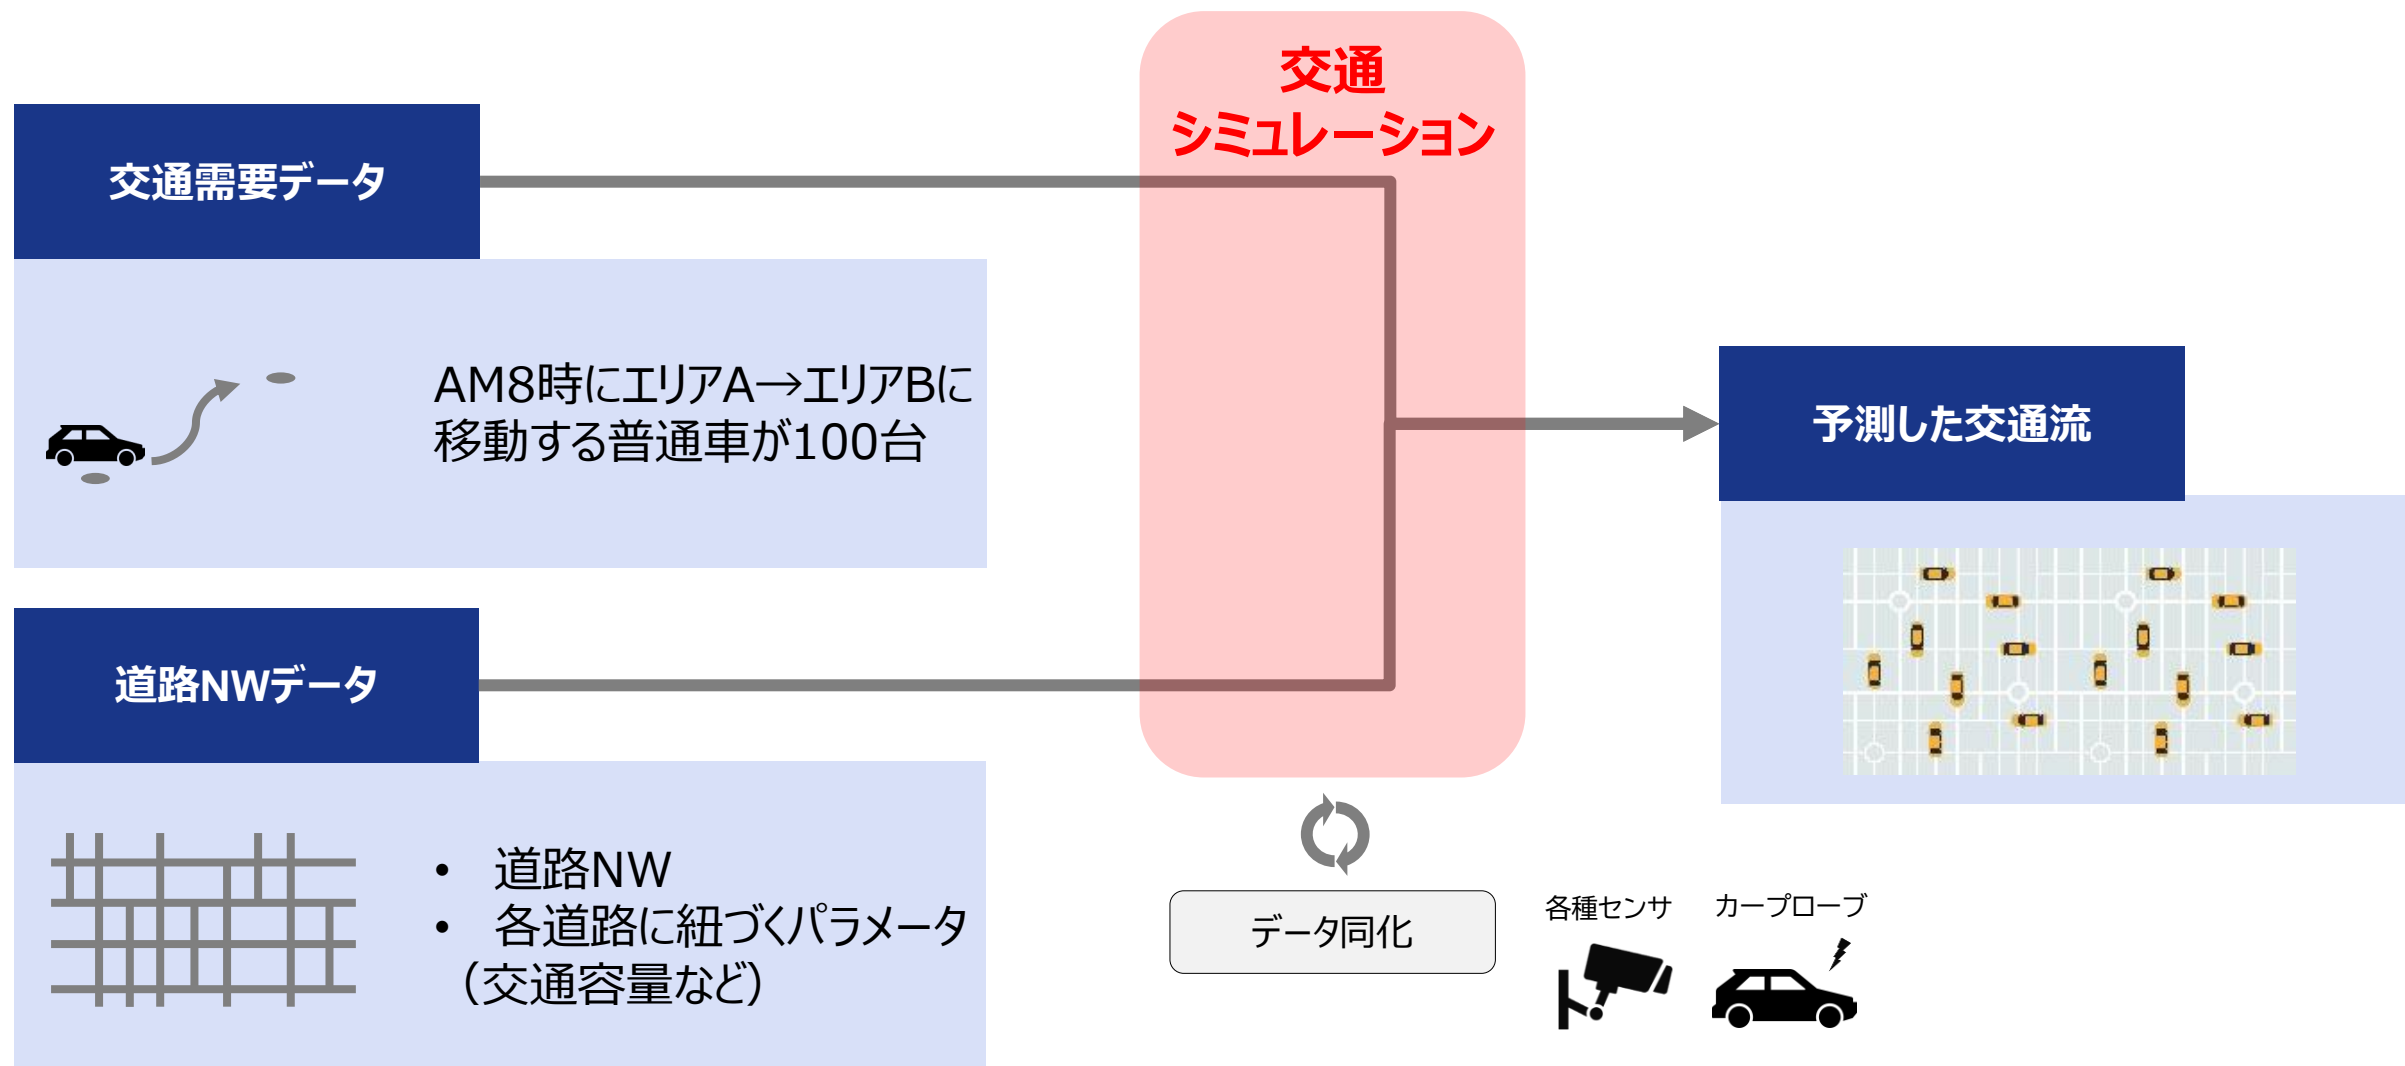 交通
シミュレーション
交通需要データ
AM8時にエリアA→エリアBに
移動する普通車が100台
予測した交通流
道路NWデータ
• 道路NW
• 各道路に紐づくパラメータ
（交通容量など）
データ同化
各種センサ
カープローブ